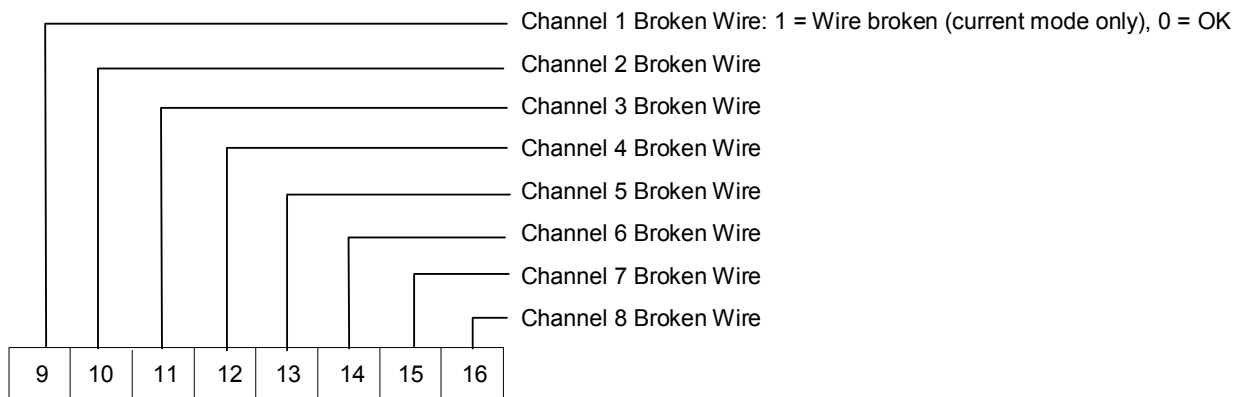 Channel 1 Broken Wire: 1 = Wire broken (current mode only), 0 = OK
Channel 2 Broken Wire
Channel 3 Broken Wire
Channel 4 Broken Wire
Channel 5 Broken Wire
Channel 6 Broken Wire
Channel 7 Broken Wire
Channel 8 Broken Wire
9 10 11 12 13 14 15 16